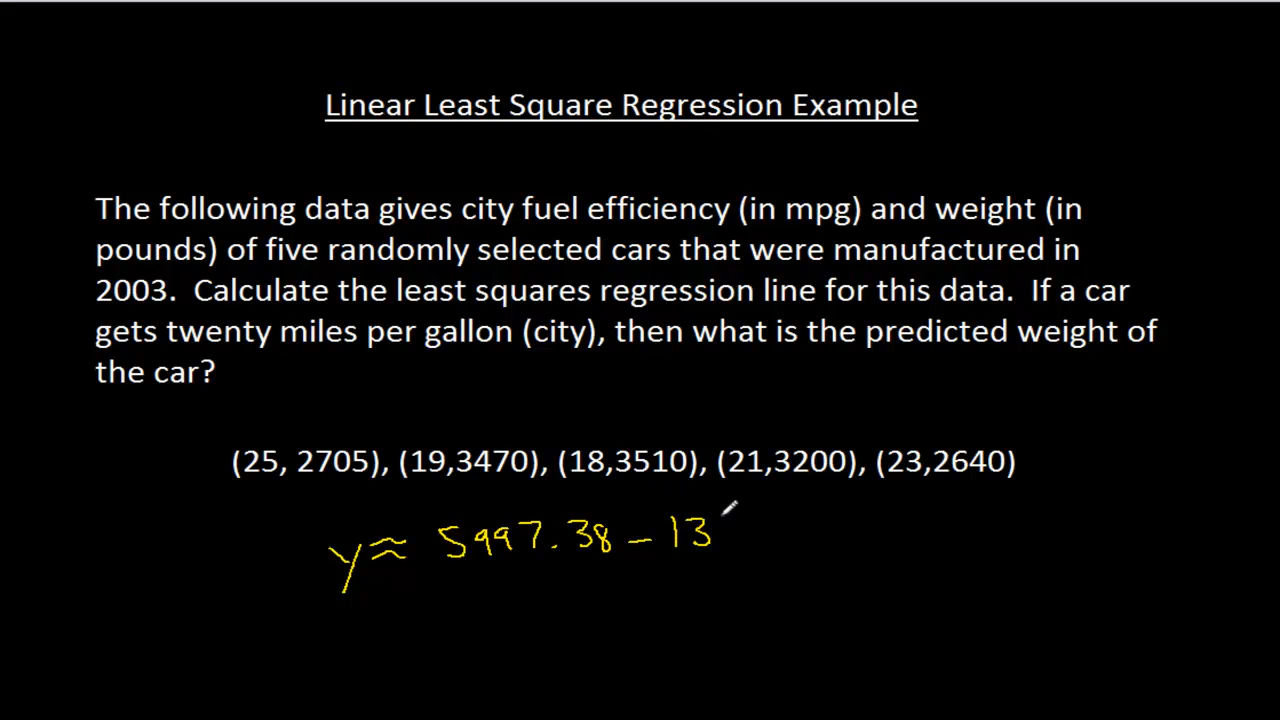 Linear Least Square Regression Example
The following data gives city fuel efficiency (in mpg) and weight (in
pounds) of five randomly selected cars that were manufactured in
2003.  Calculate the least squares regression line for this data.  If a car
gets twenty miles per gallon (city), then what is the predicted weight of
the car?
(25, 2705), (19,3470), (18,3510), (21,3200), (23,2640)
y ≈ 5997.38 – 13